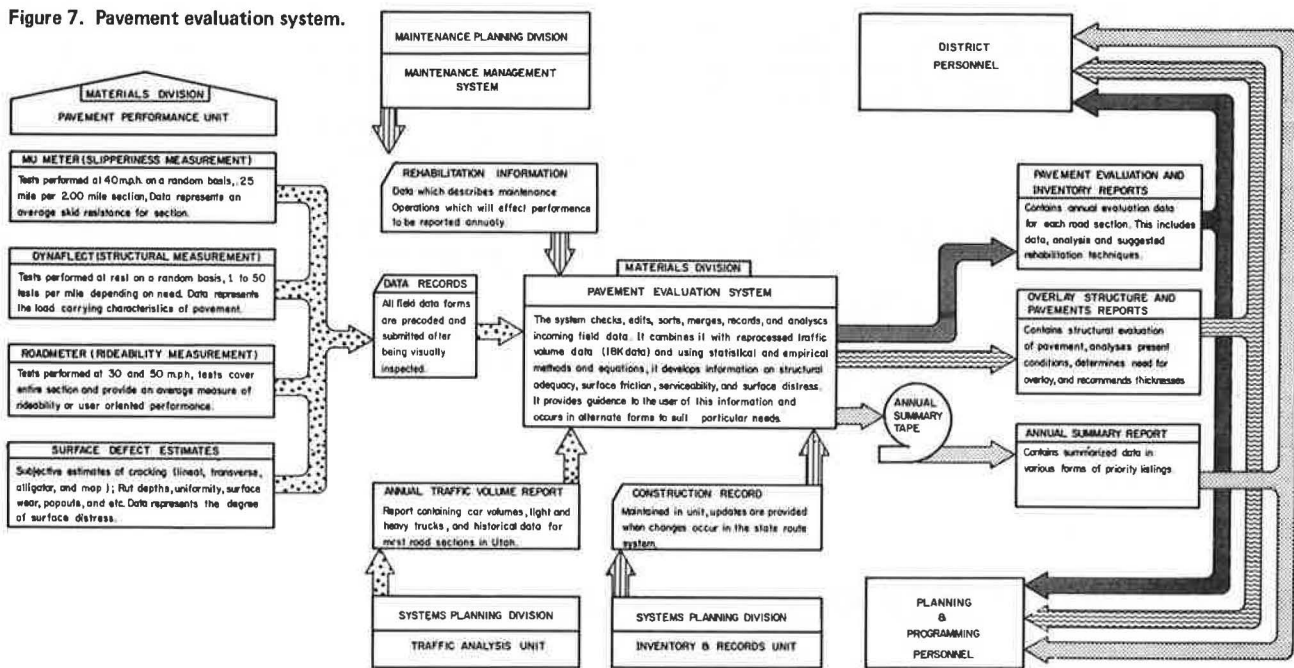 Figure 7. Pavement evaluation system.
MATERIALS DIVISION
PAVEMENT PERFORMANCE UNIT
MU METER (SLIPPERINESS MEASUREMENT)
Tests performed at 40 m.p.h. on a random basis, .25
mile per 2.00 mile section, Data represents an
average skid resistance for section.
DYNAFLECT (STRUCTURAL MEASUREMENT)
Tests performed at rest on a random basis, 1 to 50
tests per mile depending on need. Data represents
the load carrying characteristics of pavement.
ROADMETER (RIDEABILITY MEASUREMENT)
Tests performed at 30 and 50 m.p.h, tests cover
entire section and provide an average measure of
rideability or user oriented performance.
SURFACE DEFECT ESTIMATES
Subjective estimates of cracking (lineal, transverse,
alligator, and map); Rut depths, uniformity, surface
wear, popouts, and etc. Data represents the degree
of surface distress.
MAINTENANCE PLANNING DIVISION
MAINTENANCE MANAGEMENT
SYSTEM
REHABILITATION INFORMATION
Data which describes maintenance
Operations which will effect performence
to be reported annualy.
DATA RECORDS
All field data forms
are precoded and
submitted after
being visually
inspected.
MATERIALS DIVISION
PAVEMENT EVALUATION SYSTEM
The system checks, edits, sorts, merges, records, and analyses
incoming field data. It combines it with reprocessed traffic
volume data (18K data) and using statistical and empirical
methods and equations, it develops information on structural
adequacy, surface friction, serviceability, and surface distress.
It provides guidance to the user of this information and
occurs in alternate forms to suit particular needs.
ANNUAL TRAFFIC VOLUME REPORT
Report containing car volumes, light and
heavy trucks, and historical data for
most road sections in Utah.
SYSTEMS PLANNING DIVISION
TRAFFIC ANALYSIS UNIT
CONSTRUCTION RECORD
Maintained in unit, updates are provided
when changes occur in the state route
system.
SYSTEMS PLANNING DIVISION
INVENTORY & RECORDS UNIT
ANNUAL
SUMMARY
TAPE
DISTRICT
PERSONNEL
PAVEMENT EVALUATION AND
INVENTORY REPORTS
Contains annual evaluation data
for each road section. This includes
data, analysis and suggested
rehabilitation techniques.
OVERLAY STRUCTURE AND
PAVEMENTS REPORTS
Contains structural evaluation
of pavement, analyses present
conditions, determines need for
overlay, and recommends thicknesses
ANNUAL SUMMARY REPORT
Contains summarized data in
various forms of priority listings.
PLANNING
&
PROGRAMMING
PERSONNEL